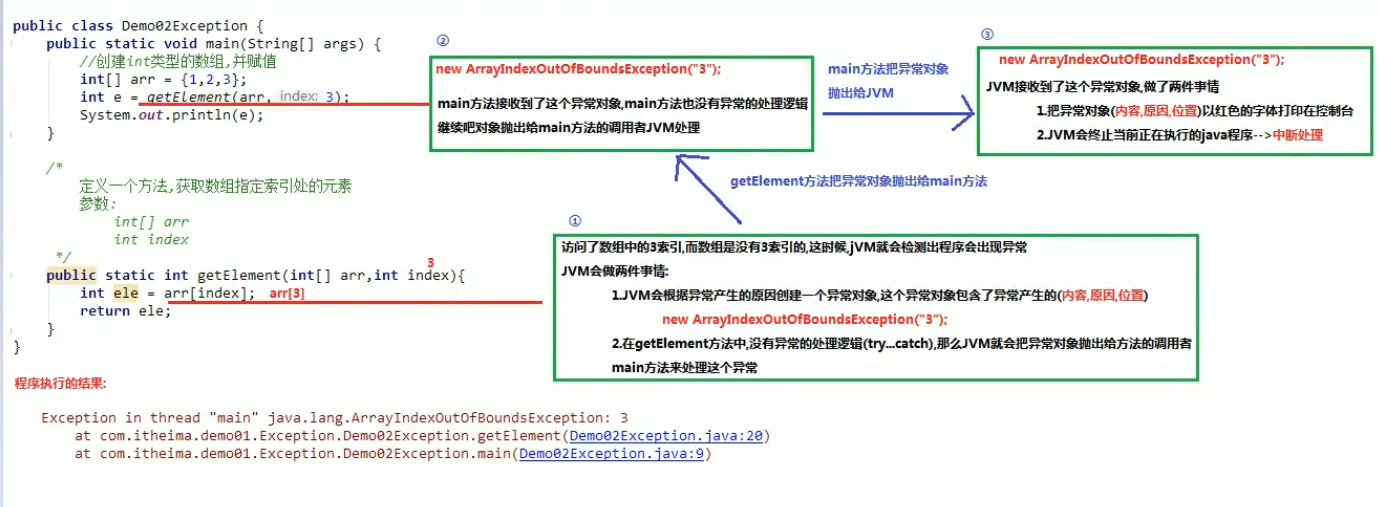 public class Demo02Exception {
public static void main(String[] args) {
//创建int类型的数组,并赋值
int[] arr = {1,2,3};
int e = getElement(arr, index: 3);
System.out.println(e);
}
/*
定义一个方法,获取数组指定索引处的元素
参数:
int[] arr
int index
*/
3
public static int getElement(int[] arr,int index){
int ele = arr[index]; arr[3]
return ele;
}
}
①
访问了数组中的3索引,而数组是没有3索引的,这时候,jVM就会检测出程序会出现异常
JVM会做两件事情:
1.JVM会根据异常产生的原因创建一个异常对象,这个异常对象包含了异常产生的(内容,原因,位置)
new ArrayIndexOutOfBoundsException("3");
2.在getElement方法中,没有异常的处理逻辑(try...catch),那么JVM就会把异常对象抛出给方法的调用者
main方法来处理这个异常
getElement方法把异常对象抛出给main方法
②
new ArrayIndexOutOfBoundsException("3");
main方法接收到了这个异常对象,main方法也没有异常的处理逻辑
继续吧对象抛出给main方法的调用者JVM处理
main方法把异常对象
抛出给JVM
③
new ArrayIndexOutOfBoundsException("3");
JVM接收到了这个异常对象,做了两件事情
1.把异常对象(内容,原因,位置)以红色的字体打印在控制台
2.JVM会终止当前正在执行的java程序-->中断处理
程序执行的结果:
Exception in thread "main" java.lang.ArrayIndexOutOfBoundsException: 3
at com.itheima.demo01.Exception.Demo02Exception.getElement(Demo02Exception.java:20)
at com.itheima.demo01.Exception.Demo02Exception.main(Demo02Exception.java:9)